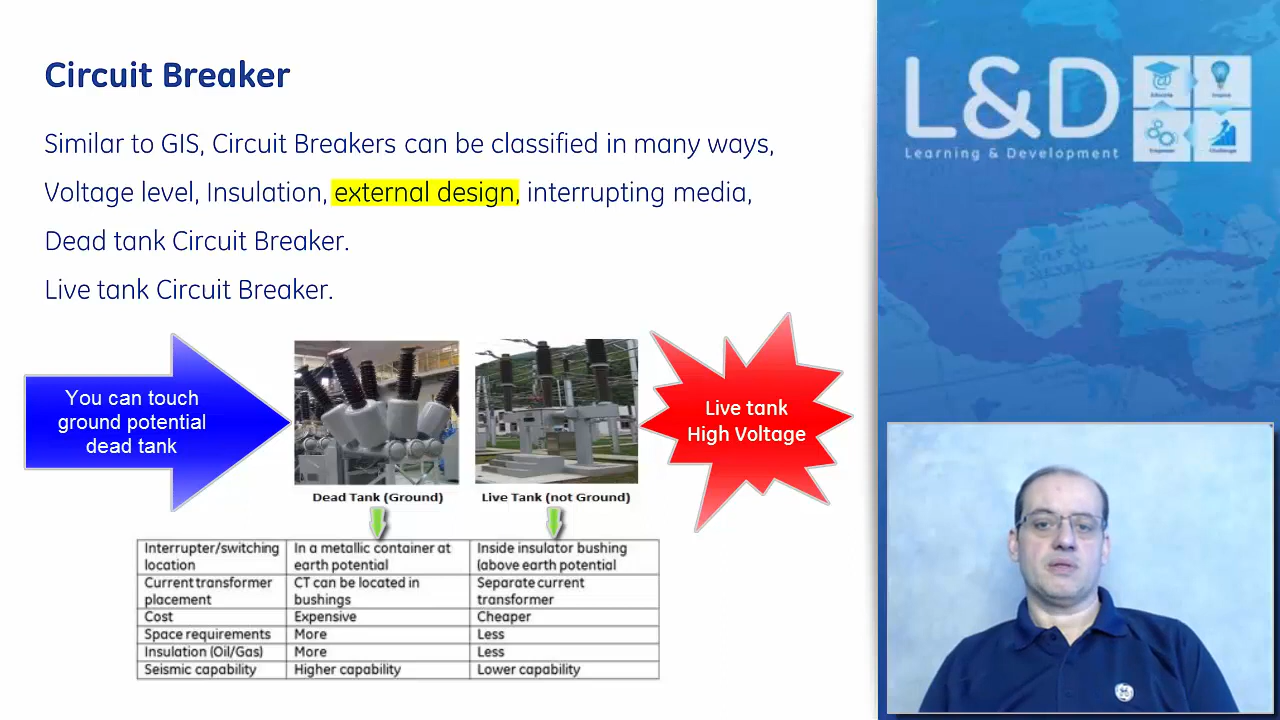 Circuit Breaker
Similar to GIS, Circuit Breakers can be classified in many ways,
Voltage level, Insulation, external design, interrupting media,
Dead tank Circuit Breaker.
Live tank Circuit Breaker.
You can touch
ground potential
dead tank
Live tank
High Voltage
Dead Tank (Ground)
Live Tank (not Ground)
Interrupter/switching location
In a metallic container at earth potential
Inside insulator bushing (above earth potential
Current transformer placement
CT can be located in bushings
Separate current transformer
Cost
Expensive
Cheaper
Space requirements
More
Less
Insulation (Oil/Gas)
More
Less
Seismic capability
Higher capability
Lower capability
L&D
Learning & Development